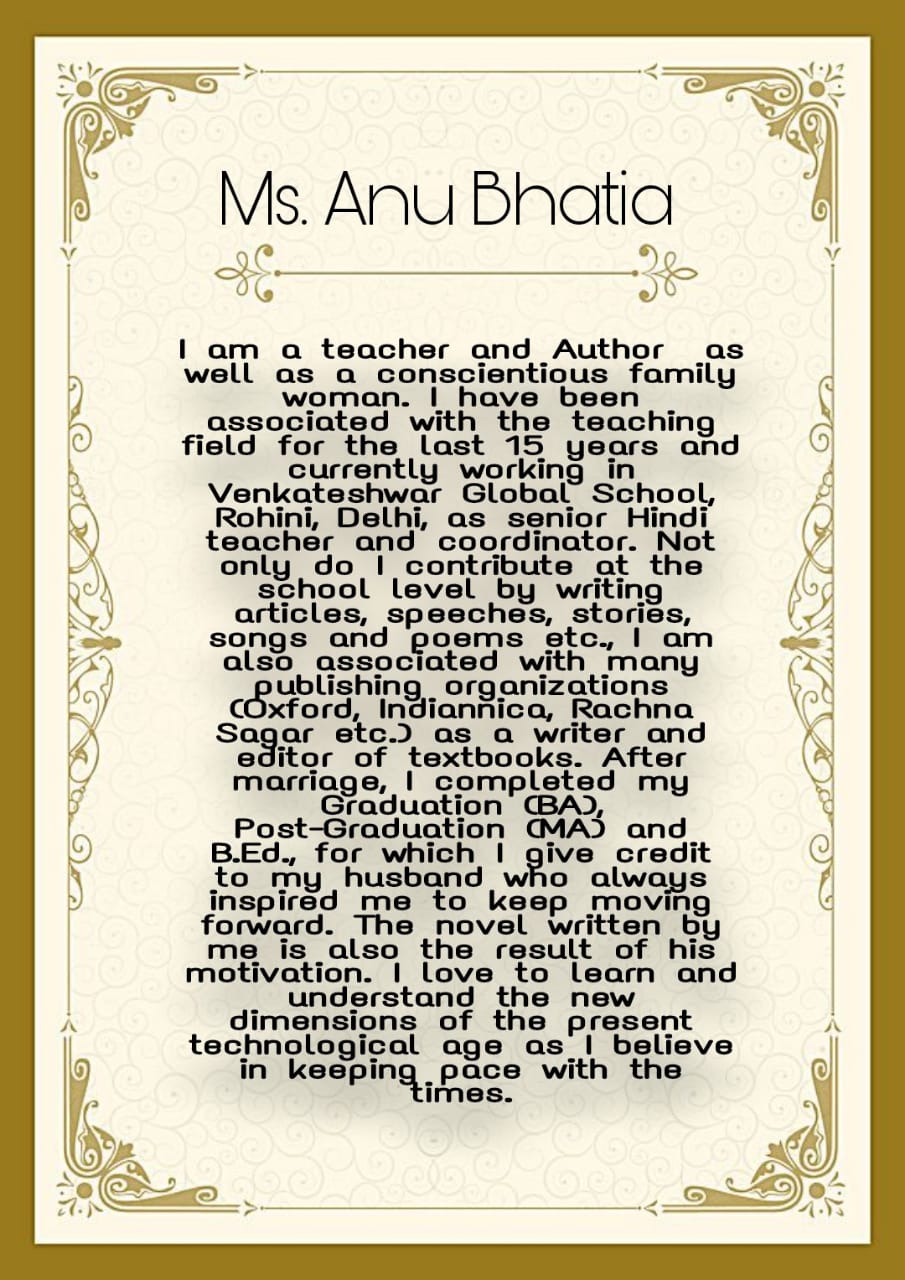 Ms. Anu Bhatia
I am a teacher and Author as
well as a conscientious family
woman. I have been
associated with the teaching
field for the last 15 years and
currently working in
Venkateshwar Global School,
Rohini, Delhi, as senior Hindi
teacher and coordinator. Not
only do I contribute at the
school level by writing
articles, speeches, stories,
songs and poems etc., I am
also associated with many
publishing organizations
(Oxford, Indiannica, Rachna
Sagar etc.) as a writer and
editor of textbooks. After
marriage, I completed my
Graduation (BA),
Post-Graduation (MA) and
B.Ed., for which I give credit
to my husband who always
inspired me to keep moving
forward. The novel written by
me is also the result of his
motivation. I love to learn and
understand the new
dimensions of the present
technological age as I believe
in keeping pace with the
times.